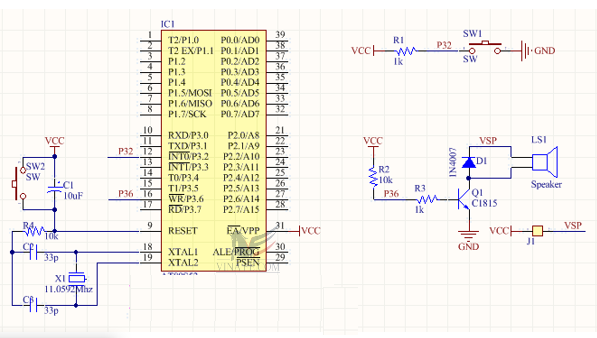 IC1
1 T2/P1.0 P0.0/AD0 39
2 T2 EX/P1.1 P0.1/AD1 38
3 P1.2 P0.2/AD2 37
4 P1.3 P0.3/AD3 36
5 P1.4 P0.4/AD4 35
6 P1.5/MOSI P0.5/AD5 34
7 P1.6/MISO P0.6/AD6 33
8 P1.7/SCK P0.7/AD7 32
10 RXD/P3.0 P2.0/A8 21
11 TXD/P3.1 P2.1/A9 22
P32 12 INT0/P3.2 P2.2/A10 23
13 INT1/P3.3 P2.3/A11 24
14 T0/P3.4 P2.4/A12 25
15 T1/P3.5 P2.5/A13 26
P36 16 WR/P3.6 P2.6/A14 27
17 RD/P3.7 P2.7/A15 28
9 RESET EA/VPP 31 VCC
18 XTAL1 ALE/PROG 30
19 XTAL2 PSEN 29
VCC
SW2
SW
C1
10uF
R4
10k
C2
33p
X1
11.0592Mhz
C3
33p
R1 P32 SW1
VCC GND
1k SW
VCC
R2
10k
P36
R3
1k
1N4007
D1
VSP
LS1
Speaker
Q1
C1815
GND
VCC VSP
J1